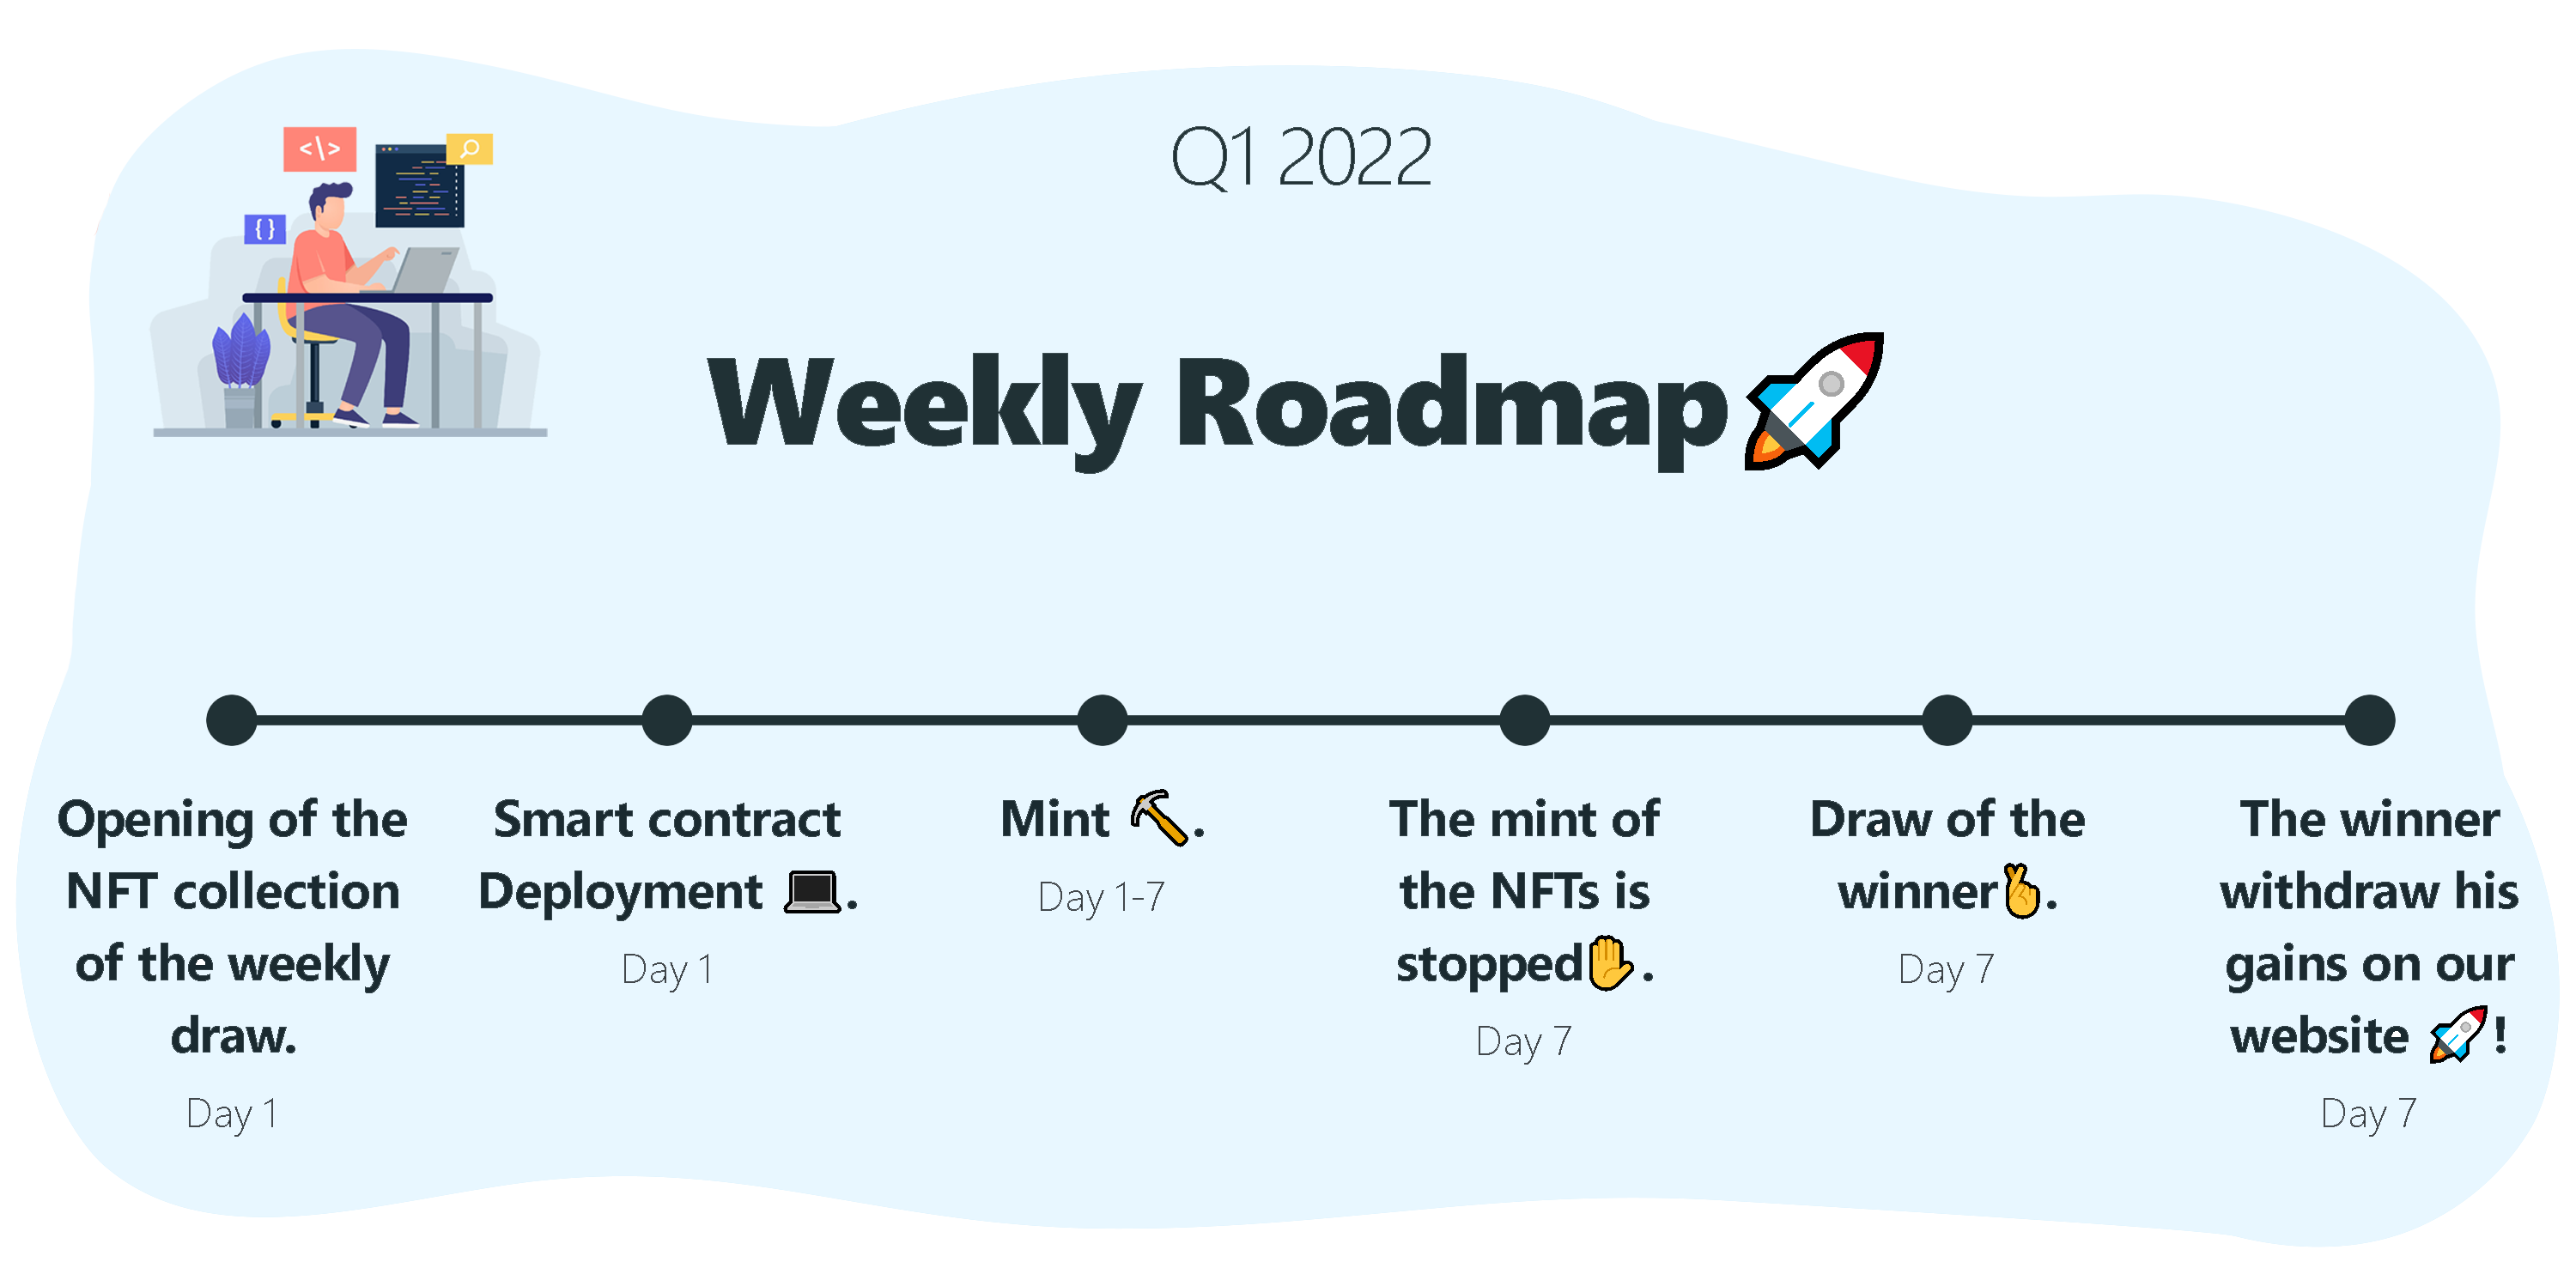 </\>
{ }
Q1 2022
Weekly Roadmap🚀
Opening of the
NFT collection
of the weekly
draw.
Day 1
Smart contract
Deployment 💻.
Day 1
Mint ⛏.
Day 1-7
The mint of
the NFTs is
stopped✋.
Day 7
Draw of the
winner🤞.
Day 7
The winner
withdraw his
gains on our
website 🚀!
Day 7